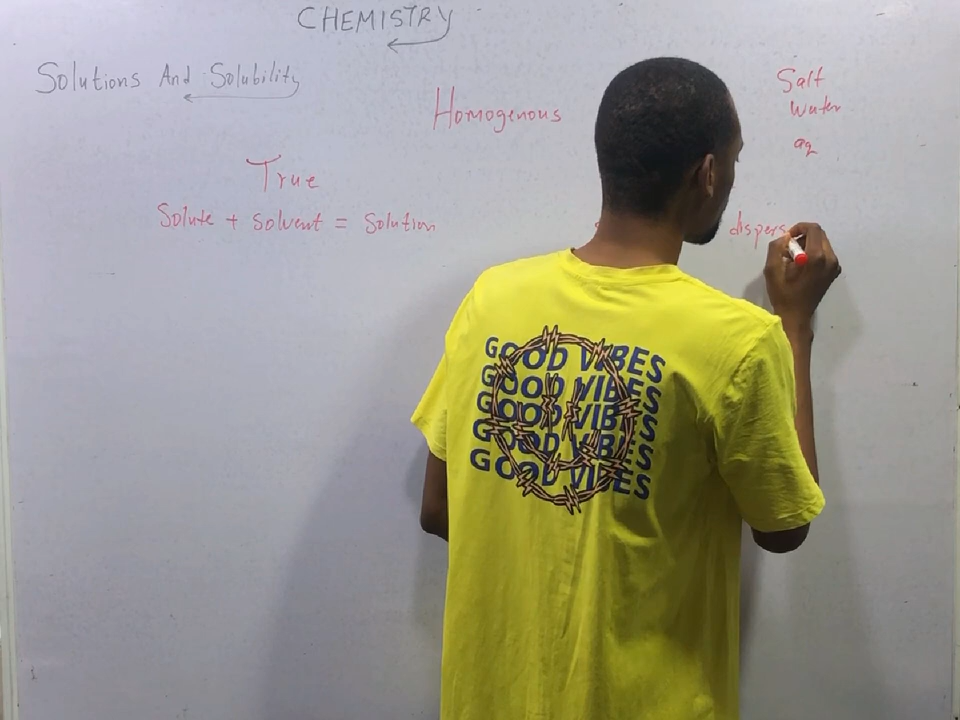 CHEMISTRY
Solutions And Solubility
Homogenous
Salt
Water
aq
True
Solute + Solvent = Solution
dispers
GOOD VIBES
GOOD VIBES
GOOD VIBES
GOOD VIBES
GOOD VIBES